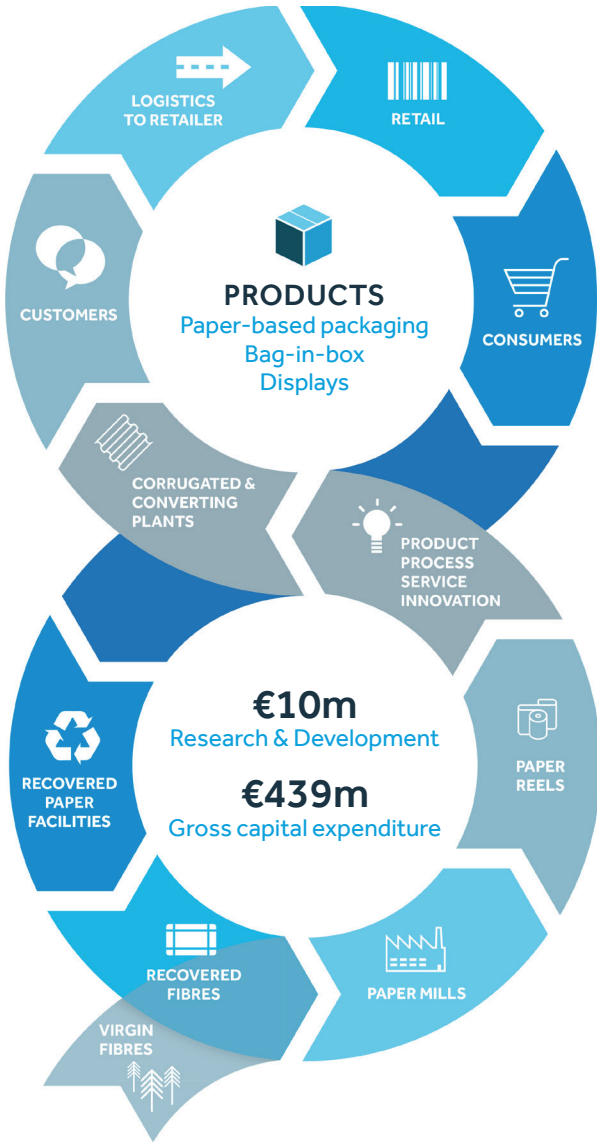 LOGISTICS
TO RETAILER
RETAIL
CUSTOMERS
PRODUCTS
Paper-based packaging
Bag-in-box
Displays
CONSUMERS
CORRUGATED &
CONVERTING
PLANTS
PRODUCT
PROCESS
SERVICE
INNOVATION
€10m
Research & Development
€439m
Gross capital expenditure
RECOVERED
PAPER
FACILITIES
PAPER
REELS
RECOVERED
FIBRES
PAPER MILLS
VIRGIN
FIBRES